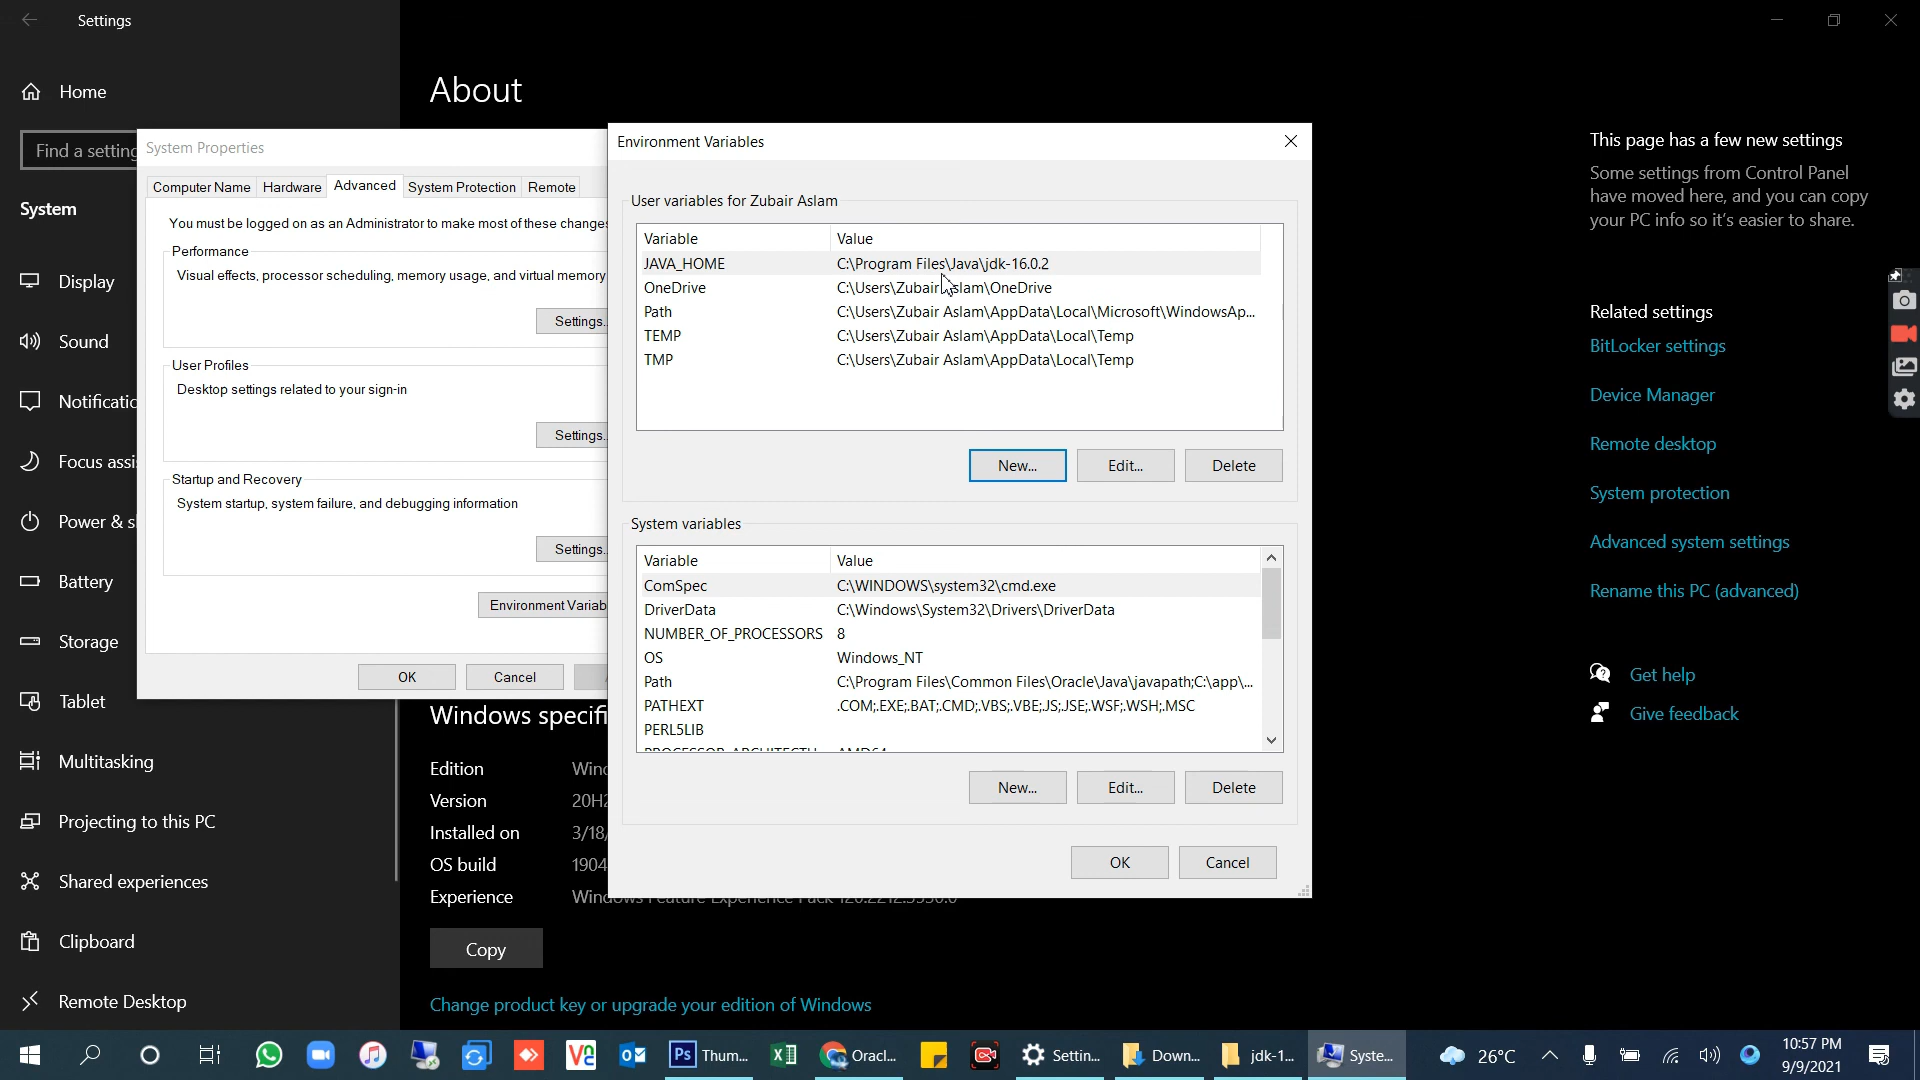 Settings
Home
Find a setting
System
Display
Sound
Power & s
Battery
Storage
Tablet
Multitasking
Projecting to this PC
Shared experiences
Clipboard
Remote Desktop
About
System Properties
Computer Name
Hardware
Advanced
System Protection
Remote
You must be logged on as an Administrator to make most of these changes
Performance
Visual effects, processor scheduling, memory usage, and virtual memory
Settings..
User Profiles
Desktop settings related to your sign-in
Settings..
Startup and Recovery
System startup, system failure, and debugging information
Settings..
Environment Variab
OK
Cancel
Windows specifi
Edition
Version 20H2
Installed on 3/18/
OS build 1904
Experience
Copy
Change product key or upgrade your edition of Windows
Environment Variables
User variables for Zubair Aslam
Variable Value
JAVA_HOME C:\Program Files\Java\jdk-16.0.2
OneDrive C:\Users\Zubair Aslam\OneDrive
Path C:\Users\Zubair Aslam\AppData\Local\Microsoft\WindowsAp...
TEMP C:\Users\Zubair Aslam\AppData\Local\Temp
TMP C:\Users\Zubair Aslam\AppData\Local\Temp
New...
Edit...
Delete
System variables
Variable Value
ComSpec C:\WINDOWS\system32\cmd.exe
DriverData C:\Windows\System32\Drivers\DriverData
NUMBER_OF_PROCESSORS 8
OS Windows_NT
Path C:\Program Files\Common Files\Oracle\Java\javapath;C:\app\...
PATHEXT .COM;.EXE;.BAT;.CMD;.VBS;.VBE;.JS;.JSE;.WSF;.WSH;.MSC
PERL5LIB
New...
Edit...
Delete
OK
Cancel
This page has a few new settings
Some settings from Control Panel
have moved here, and you can copy
your PC info so it's easier to share.
Related settings
BitLocker settings
Device Manager
Remote desktop
System protection
Advanced system settings
Rename this PC (advanced)
Get help
Give feedback
Ps
Thum...
Oracl...
Settin...
Down...
jdk-1...
Syste...
26°C
10:57 PM
9/9/2021